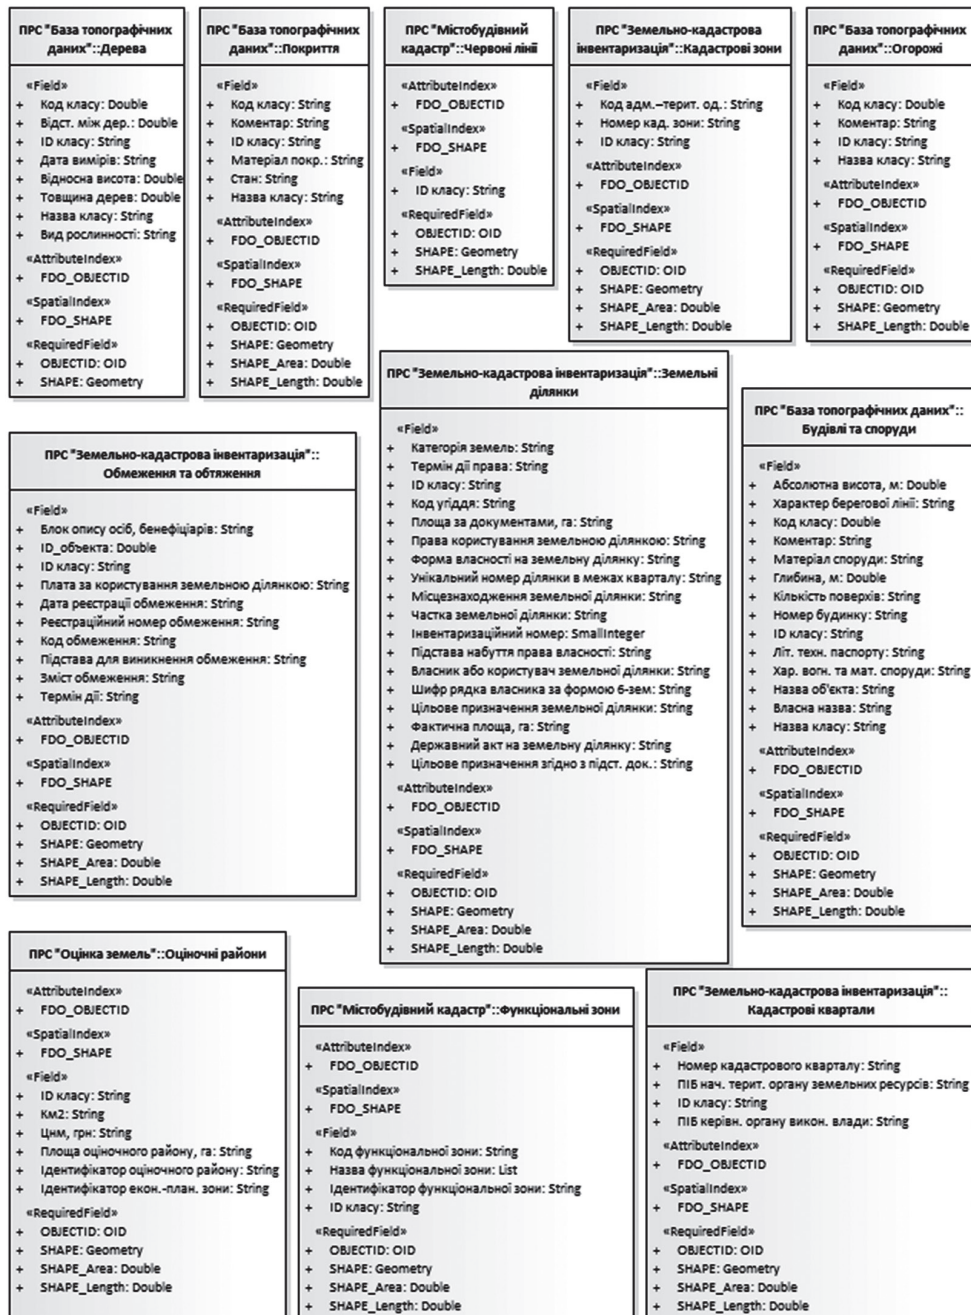 ПРС "База топографічних
даних"::Дерева
«Field»
+ Код класу: Double
+ Відст. між дер.: Double
+ ID класу: String
+ Дата вимірів: String
+ Відносна висота: Double
+ Товщина дерев: Double
+ Назва класу: String
+ Вид рослинності: String
«AttributeIndex»
+ FDO_OBJECTID
«SpatialIndex»
+ FDO_SHAPE
«RequiredField»
+ OBJECTID: OID
+ SHAPE: Geometry
ПРС "База топографічних
даних"::Покриття
«Field»
+ Код класу: String
+ Коментар: String
+ ID класу: String
+ Матеріал покр.: String
+ Стан: String
+ Назва класу: String
«AttributeIndex»
+ FDO_OBJECTID
«SpatialIndex»
+ FDO_SHAPE
«RequiredField»
+ OBJECTID: OID
+ SHAPE: Geometry
+ SHAPE_Area: Double
+ SHAPE_Length: Double
ПРС "Містобудівний
кадастр"::Червоні лінії
«AttributeIndex»
+ FDO_OBJECTID
«SpatialIndex»
+ FDO_SHAPE
«Field»
+ ID класу: String
«RequiredField»
+ OBJECTID: OID
+ SHAPE: Geometry
+ SHAPE_Length: Double
ПРС "Земельно-кадастрова
інвентаризація"::Кадастрові зони
«Field»
+ Код адм.–терит. од.: String
+ Номер кад. зони: String
+ ID класу: String
«AttributeIndex»
+ FDO_OBJECTID
«SpatialIndex»
+ FDO_SHAPE
«RequiredField»
+ OBJECTID: OID
+ SHAPE: Geometry
+ SHAPE_Area: Double
+ SHAPE_Length: Double
ПРС "База топографічних
даних"::Огорожі
«Field»
+ Код класу: Double
+ Коментар: String
+ ID класу: String
+ Назва класу: String
«AttributeIndex»
+ FDO_OBJECTID
«SpatialIndex»
+ FDO_SHAPE
«RequiredField»
+ OBJECTID: OID
+ SHAPE: Geometry
+ SHAPE_Length: Double
ПРС "Земельно-кадастрова інвентаризація"::
Обмеження та обтяження
«Field»
+ Блок опису осіб, бенефіціарів: String
+ ID_объекта: Double
+ ID класу: String
+ Плата за користування земельною ділянкою: String
+ Дата реєстрації обмеження: String
+ Реєстраційний номер обмеження: String
+ Код обмеження: String
+ Підстава для виникнення обмеження: String
+ Зміст обмеження: String
+ Термін дії: String
«AttributeIndex»
+ FDO_OBJECTID
«SpatialIndex»
+ FDO_SHAPE
«RequiredField»
+ OBJECTID: OID
+ SHAPE: Geometry
+ SHAPE_Area: Double
+ SHAPE_Length: Double
ПРС "Земельно-кадастрова інвентаризація"::Земельні
ділянки
«Field»
+ Категорія земель: String
+ Термін дії права: String
+ ID класу: String
+ Код угіддя: String
+ Площа за документами, га: String
+ Права користування земельною ділянкою: String
+ Форма власності на земельну ділянку: String
+ Унікальний номер ділянки в межах кварталу: String
+ Місцезнаходження земельної ділянки: String
+ Частка земельної ділянки: String
+ Інвентаризаційний номер: SmallInteger
+ Підстава набуття права власності: String
+ Власник або користувач земельної ділянки: String
+ Шифр рядка власника за формою 6-зем: String
+ Цільове призначення земельної ділянки: String
+ Фактична площа, га: String
+ Державний акт на земельну ділянку: String
+ Цільове призначення згідно з підст. док.: String
«AttributeIndex»
+ FDO_OBJECTID
«SpatialIndex»
+ FDO_SHAPE
«RequiredField»
+ OBJECTID: OID
+ SHAPE: Geometry
+ SHAPE_Area: Double
+ SHAPE_Length: Double
ПРС "База топографічних даних"::
Будівлі та споруди
«Field»
+ Абсолютна висота, м: Double
+ Характер берегової лінії: String
+ Код класу: Double
+ Коментар: String
+ Матеріал споруди: String
+ Глибина, м: Double
+ Кількість поверхів: String
+ Номер будинку: String
+ ID класу: String
+ Літ. техн. паспорту: String
+ Хар. вогн. та мат. споруди: String
+ Назва об'єкта: String
+ Власна назва: String
+ Назва класу: String
«AttributeIndex»
+ FDO_OBJECTID
«SpatialIndex»
+ FDO_SHAPE
«RequiredField»
+ OBJECTID: OID
+ SHAPE: Geometry
+ SHAPE_Area: Double
+ SHAPE_Length: Double
ПРС "Оцінка земель"::Оціночні райони
«AttributeIndex»
+ FDO_OBJECTID
«SpatialIndex»
+ FDO_SHAPE
«Field»
+ ID класу: String
+ Км2: String
+ Цнм, грн: String
+ Площа оціночного району, га: String
+ Ідентифікатор оціночного району: String
+ Ідентифікатор екон.-план. зони: String
«RequiredField»
+ OBJECTID: OID
+ SHAPE: Geometry
+ SHAPE_Area: Double
+ SHAPE_Length: Double
ПРС "Містобудівний кадастр"::Функціональні зони
«AttributeIndex»
+ FDO_OBJECTID
«SpatialIndex»
+ FDO_SHAPE
«Field»
+ Код функціональної зони: String
+ Назва функціональної зони: List
+ Ідентифікатор функціональної зони: String
+ ID класу: String
«RequiredField»
+ OBJECTID: OID
+ SHAPE: Geometry
+ SHAPE_Area: Double
+ SHAPE_Length: Double
ПРС "Земельно-кадастрова інвентаризація"::
Кадастрові квартали
«Field»
+ Номер кадастрового кварталу: String
+ ПІБ нач. терит. органу земельних ресурсів: String
+ ID класу: String
+ ПІБ керівн. органу викон. влади: String
«AttributeIndex»
+ FDO_OBJECTID
«SpatialIndex»
+ FDO_SHAPE
«RequiredField»
+ OBJECTID: OID
+ SHAPE: Geometry
+ SHAPE_Area: Double
+ SHAPE_Length: Double